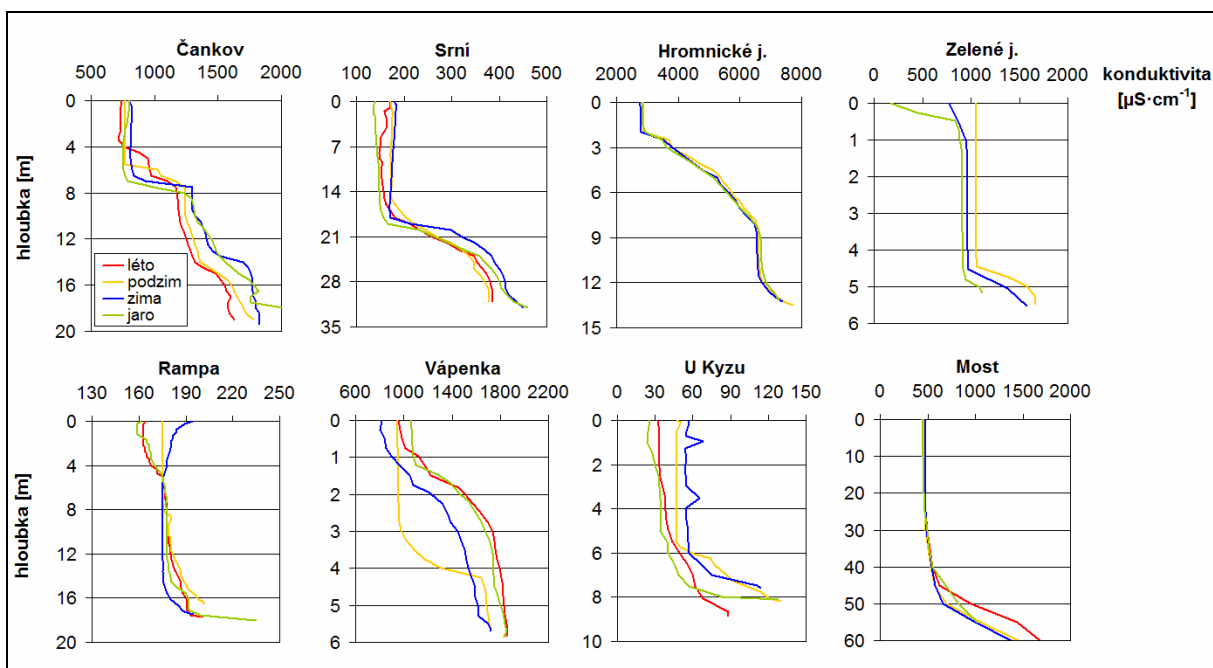 Čankov
500 1000 1500 2000
Srní
100 200 300 400 500
Hromnické j.
2000 4000 6000 8000
Zelené j.
0 500 1000 1500 2000
konduktivita
[µS·cm⁻¹]
hloubka [m]
0
4
8
12
16
20
léto
podzim
zima
jaro
0
7
14
21
28
35
0
3
6
9
12
15
0
1
2
3
4
5
6
Rampa
130 160 190 220 250
Vápenka
600 1000 1400 1800 2200
U Kyzu
0 30 60 90 120 150
Most
0 500 1000 1500 2000
hloubka [m]
0
4
8
12
16
20
0
1
2
3
4
5
6
0
2
4
6
8
10
0
10
20
30
40
50
60